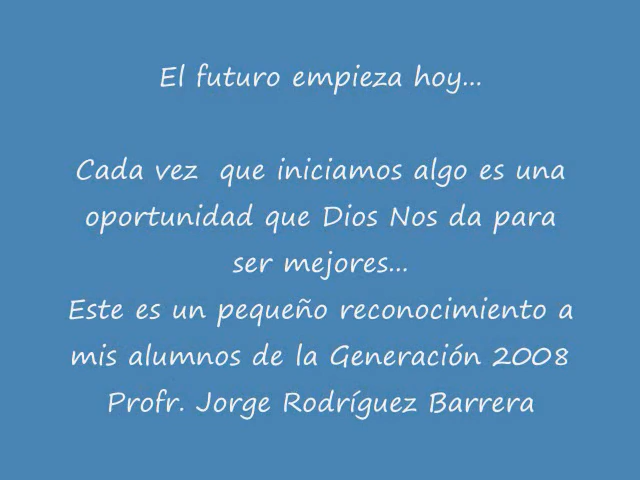 El futuro empieza hoy...
Cada vez  que iniciamos algo es una
oportunidad que Dios Nos da para
ser mejores...
Este es un pequeño reconocimiento a
mis alumnos de la Generación 2008
Profr. Jorge Rodríguez Barrera